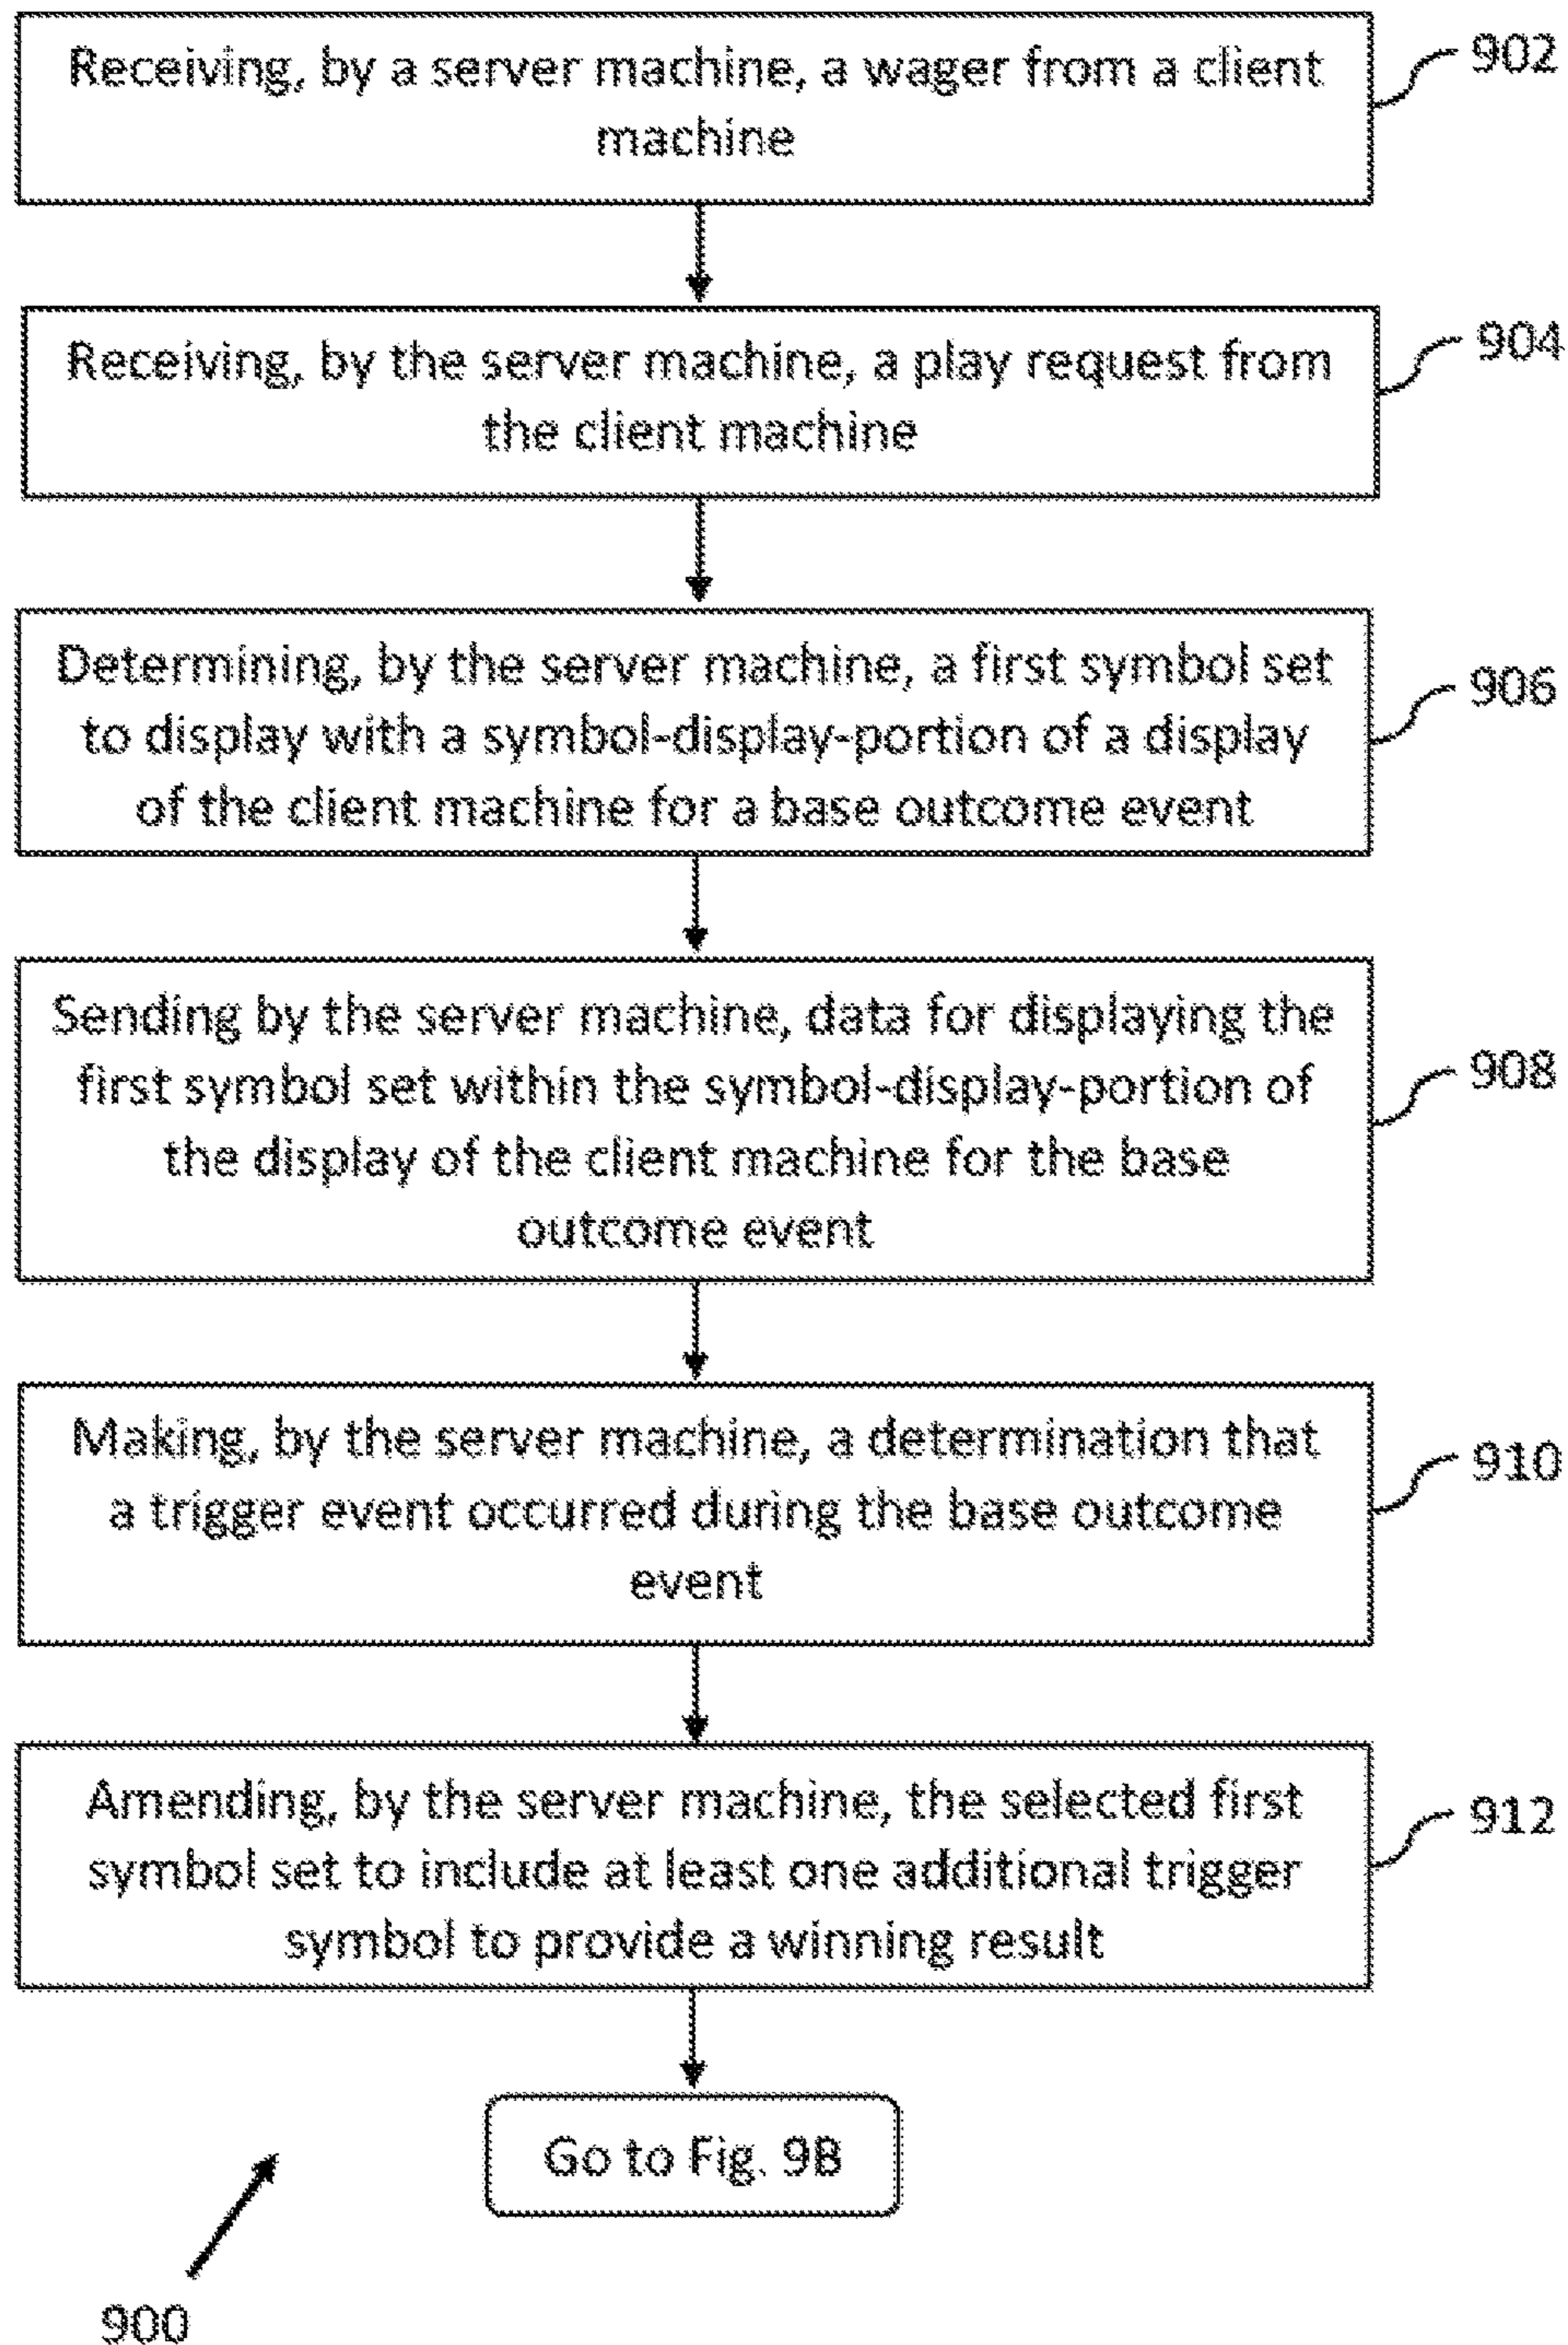 Receiving, by a server machine, a wager from a client
machine
902
Receiving, by the server machine, a play request from
the client machine
904
Determining, by the server machine, a first symbol set
to display with a symbol-display-portion of a display
of the client machine for a base outcome event
906
Sending by the server machine, data for displaying the
first symbol set within the symbol-display-portion of
the display of the client machine for the base
outcome event
908
Making, by the server machine, a determination that
a trigger event occurred during the base outcome
event
910
Amending, by the server machine, the selected first
symbol set to include at least one additional trigger
symbol to provide a winning result
912
Go to Fig. 9B
900